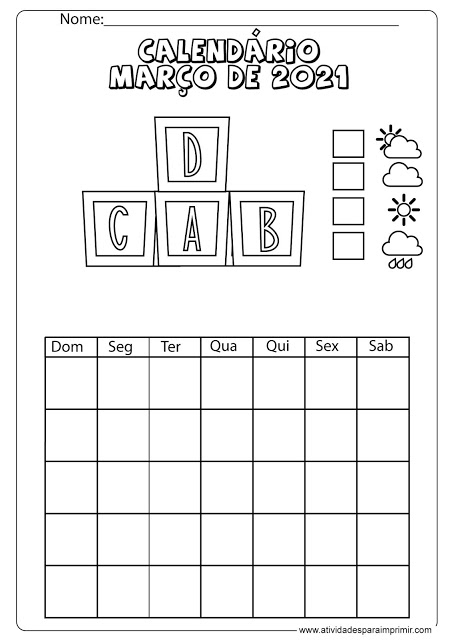 Nome:
CALENDÁRIO
MARÇO DE 2021
D
C A B
Dom Seg Ter Qua Qui Sex Sab
www.atividadesparaimprimir.com